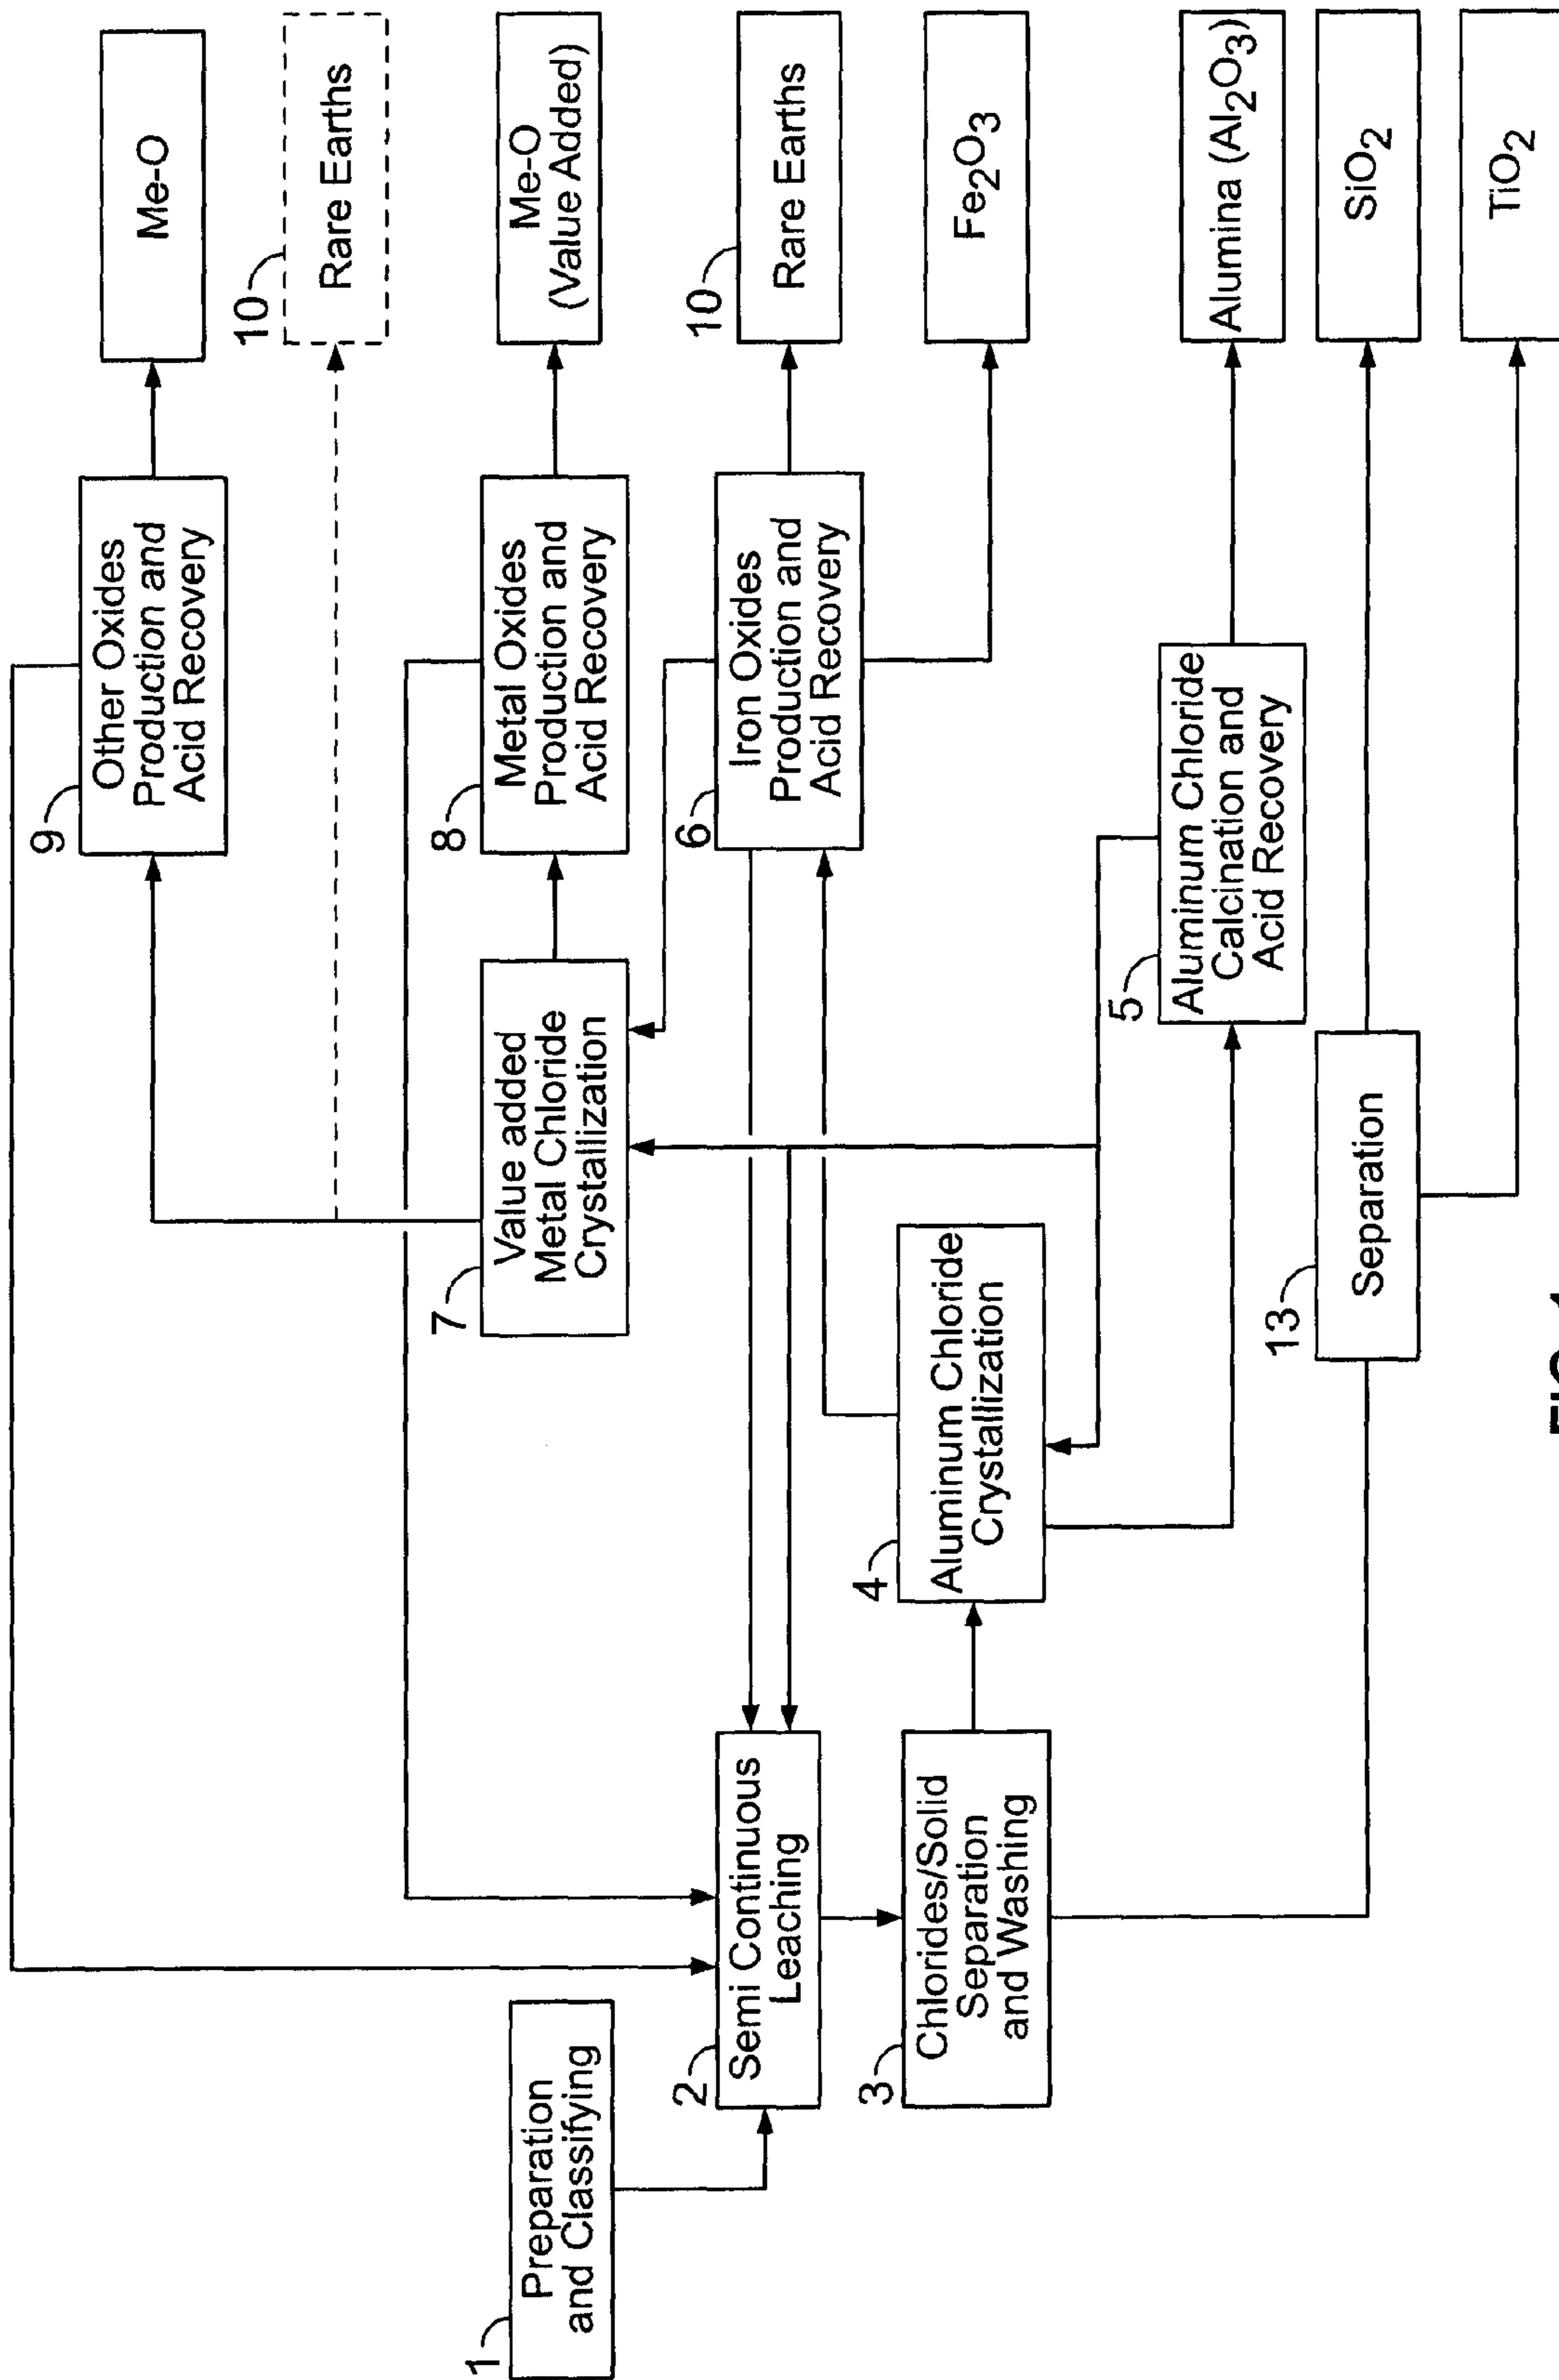 1
Preparation
and Classifying
2
Semi Continuous
Leaching
3
Chlorides/Solid
Separation
and Washing
4
Aluminum Chloride
Crystallization
5
Aluminum Chloride
Calcination and
Acid Recovery
6
Iron Oxides
Production and
Acid Recovery
7
Value added
Metal Chloride
Crystallization
8
Metal Oxides
Production and
Acid Recovery
9
Other Oxides
Production and
Acid Recovery
13
Separation
Me-O
10
Rare Earths
Me-O
(Value Added)
10
Rare Earths
Fe₂O₃
Alumina (Al₂O₃)
SiO₂
TiO₂